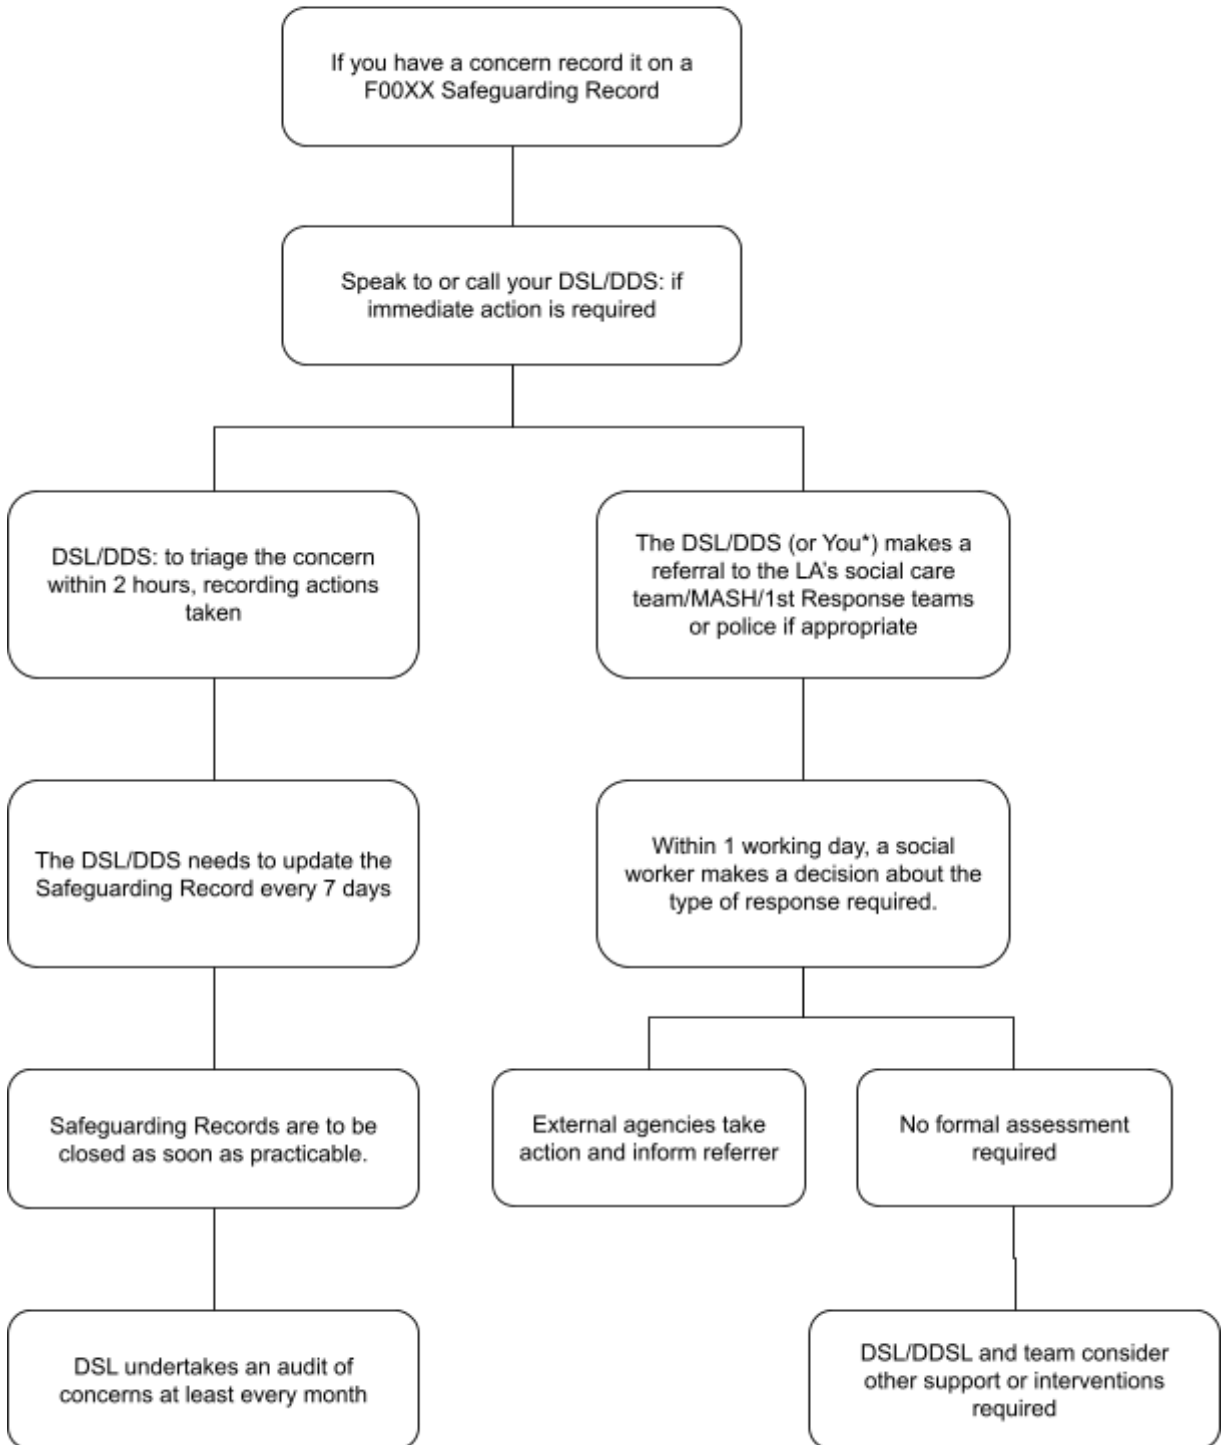 If you have a concern record it on a
F00XX Safeguarding Record
Speak to or call your DSL/DDS: if
immediate action is required
DSL/DDS: to triage the concern
within 2 hours, recording actions
taken
The DSL/DDS (or You*) makes a
referral to the LA's social care
team/MASH/1st Response teams
or police if appropriate
The DSL/DDS needs to update the
Safeguarding Record every 7 days
Within 1 working day, a social
worker makes a decision about the
type of response required.
Safeguarding Records are to be
closed as soon as practicable.
External agencies take
action and inform referrer
No formal assessment
required
DSL undertakes an audit of
concerns at least every month
DSL/DDSL and team consider
other support or interventions
required